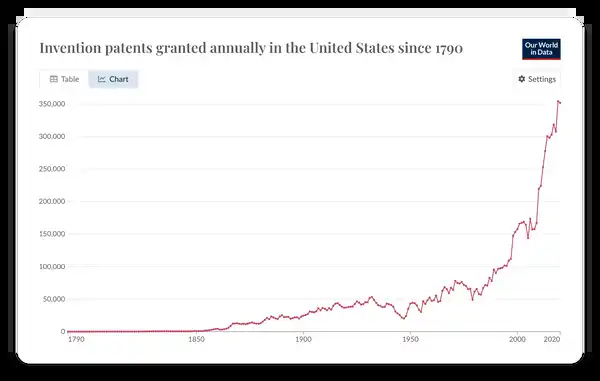 Invention patents granted annually in the United States since 1790
Our World
in Data
Table
Chart
Settings
350,000
300,000
250,000
200,000
150,000
100,000
50,000
0
1790
1850
1900
1950
2000
2020